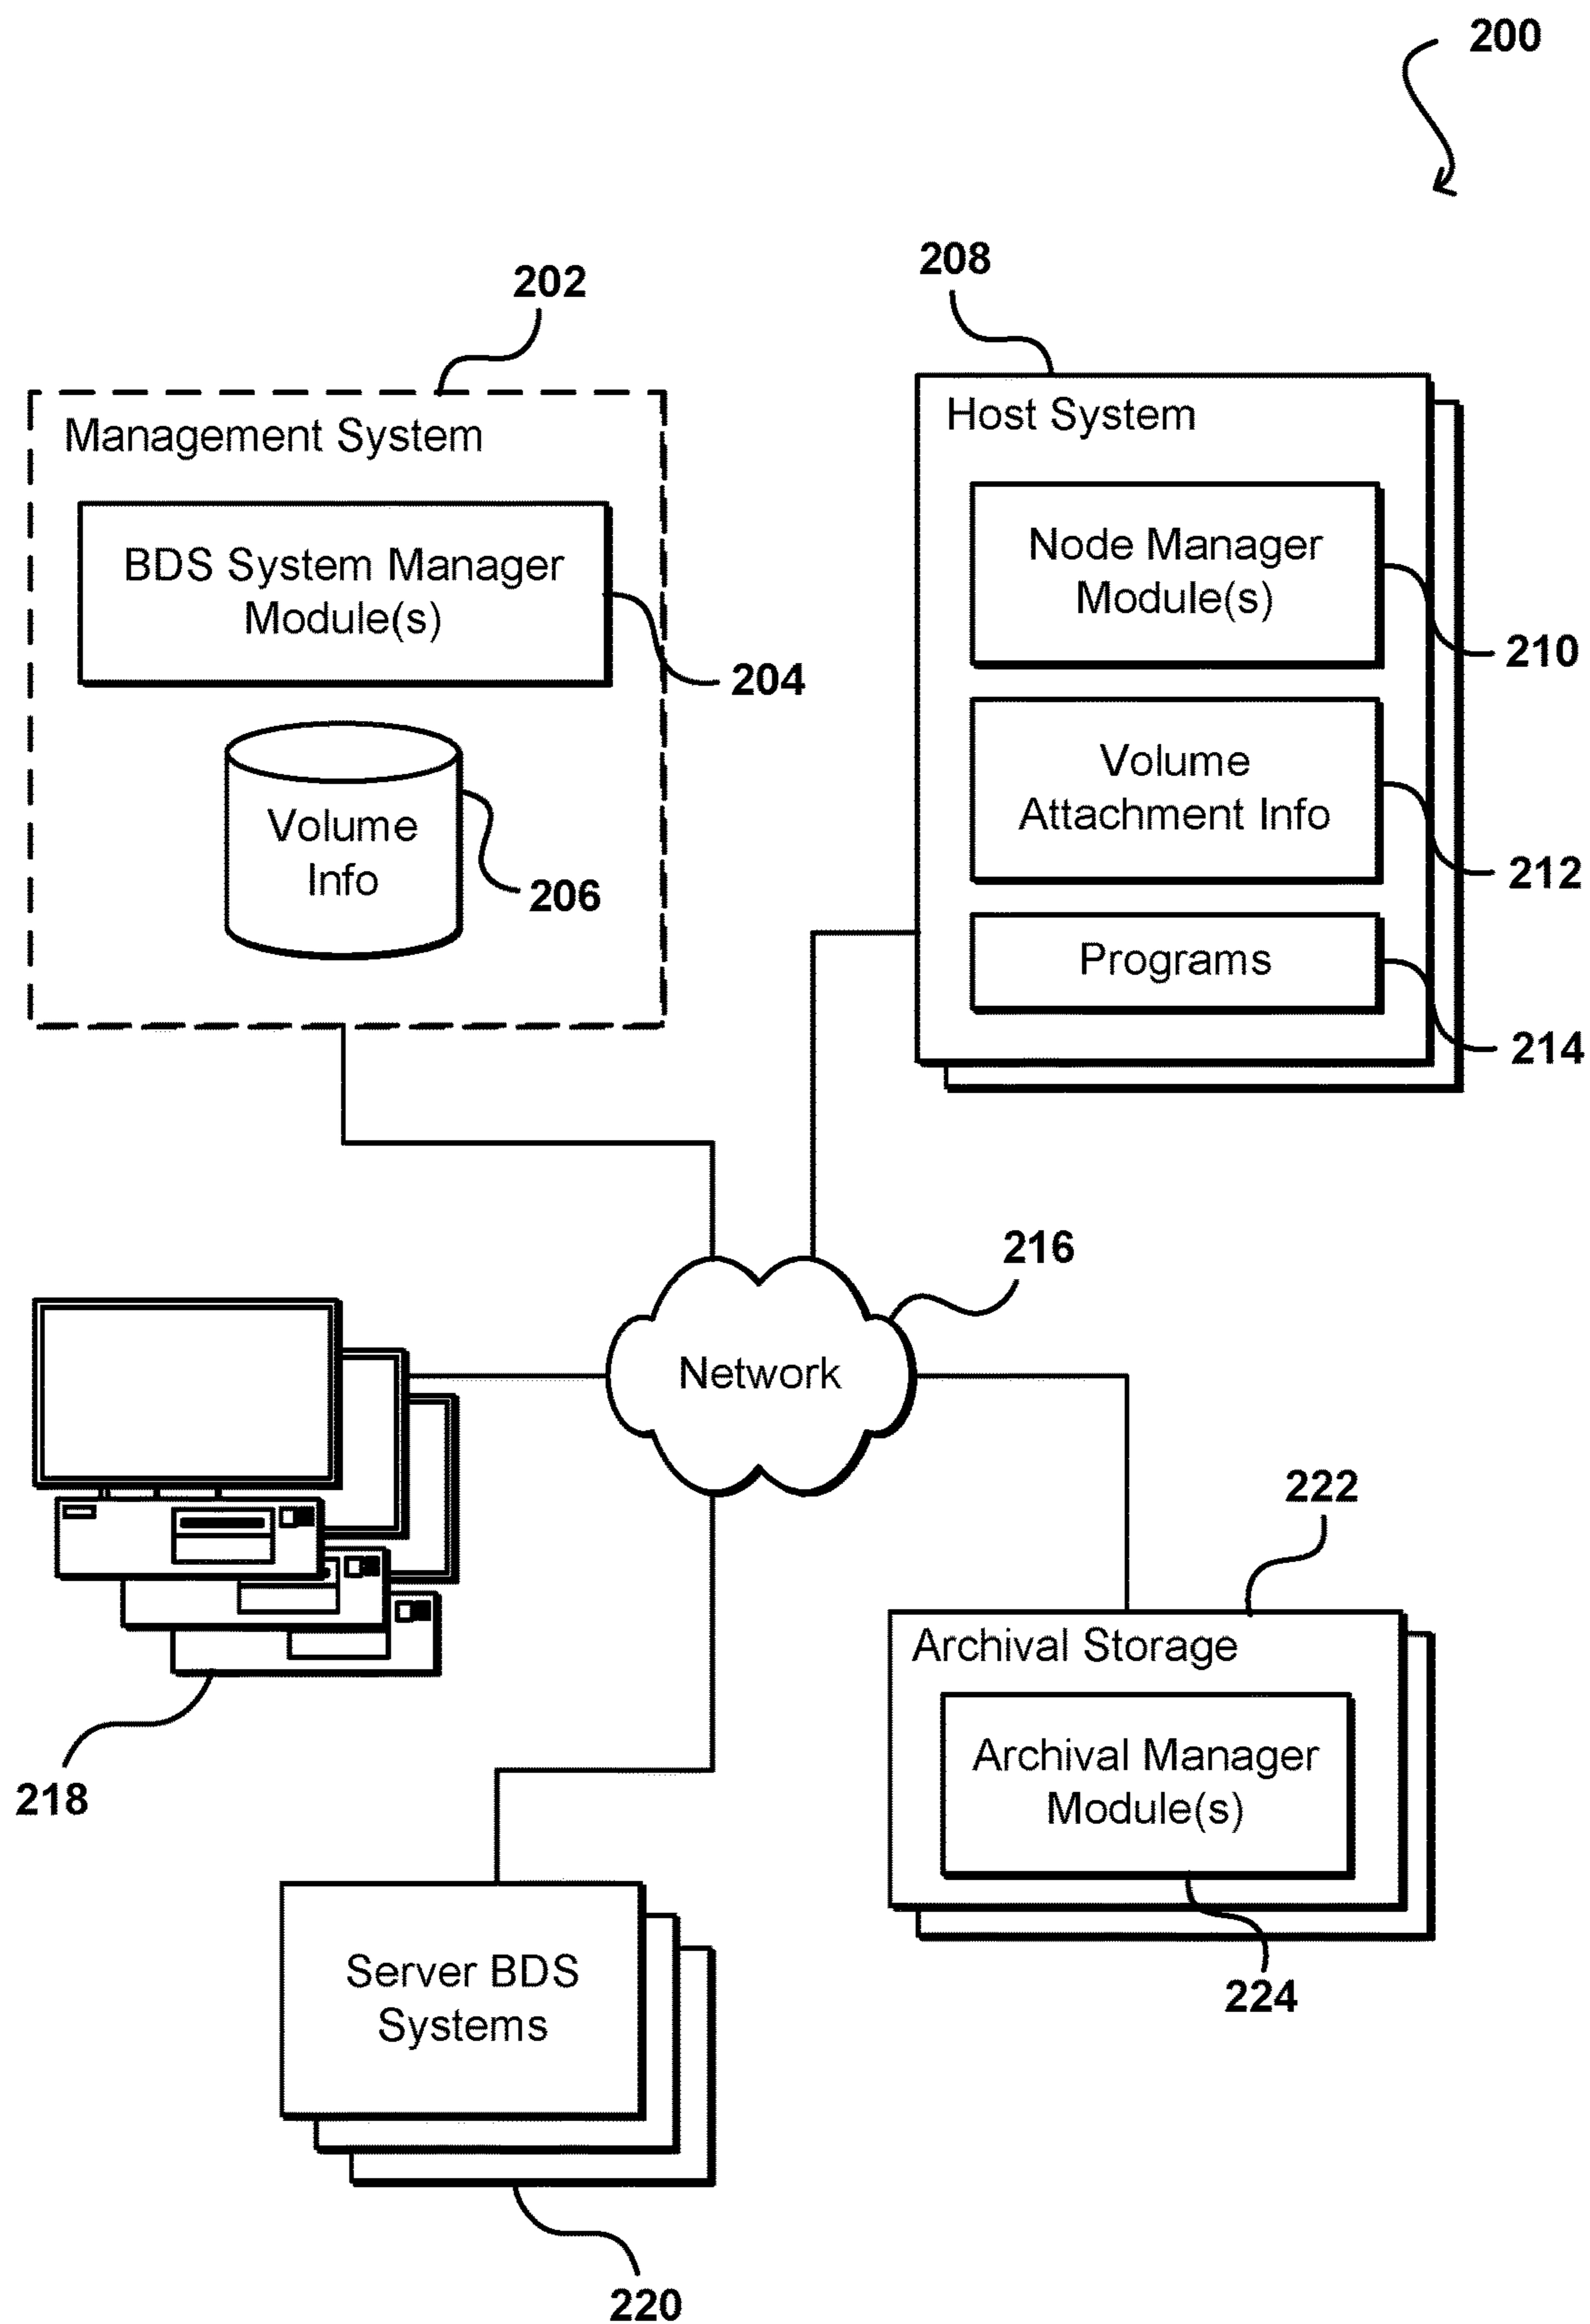 200
202
208
Management System
BDS System Manager
Module(s)
204
Volume
Info
206
Host System
Node Manager
Module(s)
210
Volume
Attachment Info
212
Programs
214
216
Network
218
222
Archival Storage
Archival Manager
Module(s)
224
Server BDS
Systems
220